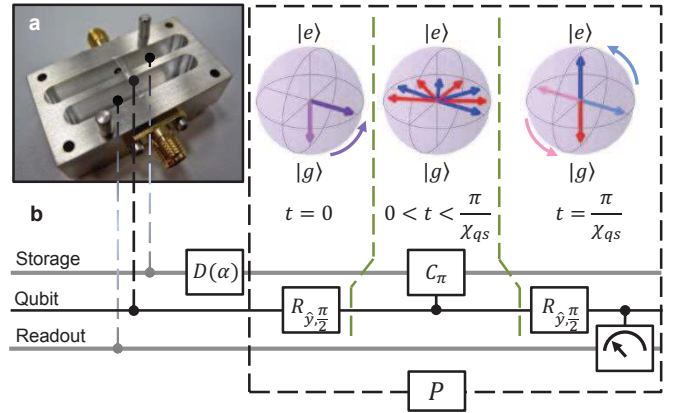 a
|e⟩ |e⟩ |e⟩
|g⟩ |g⟩ |g⟩
t = 0 0 < t < π/χ_qs t = π/χ_qs
b
Storage D(α) C_π
Qubit R_ŷ,π/2 R_ŷ,π/2
Readout
P